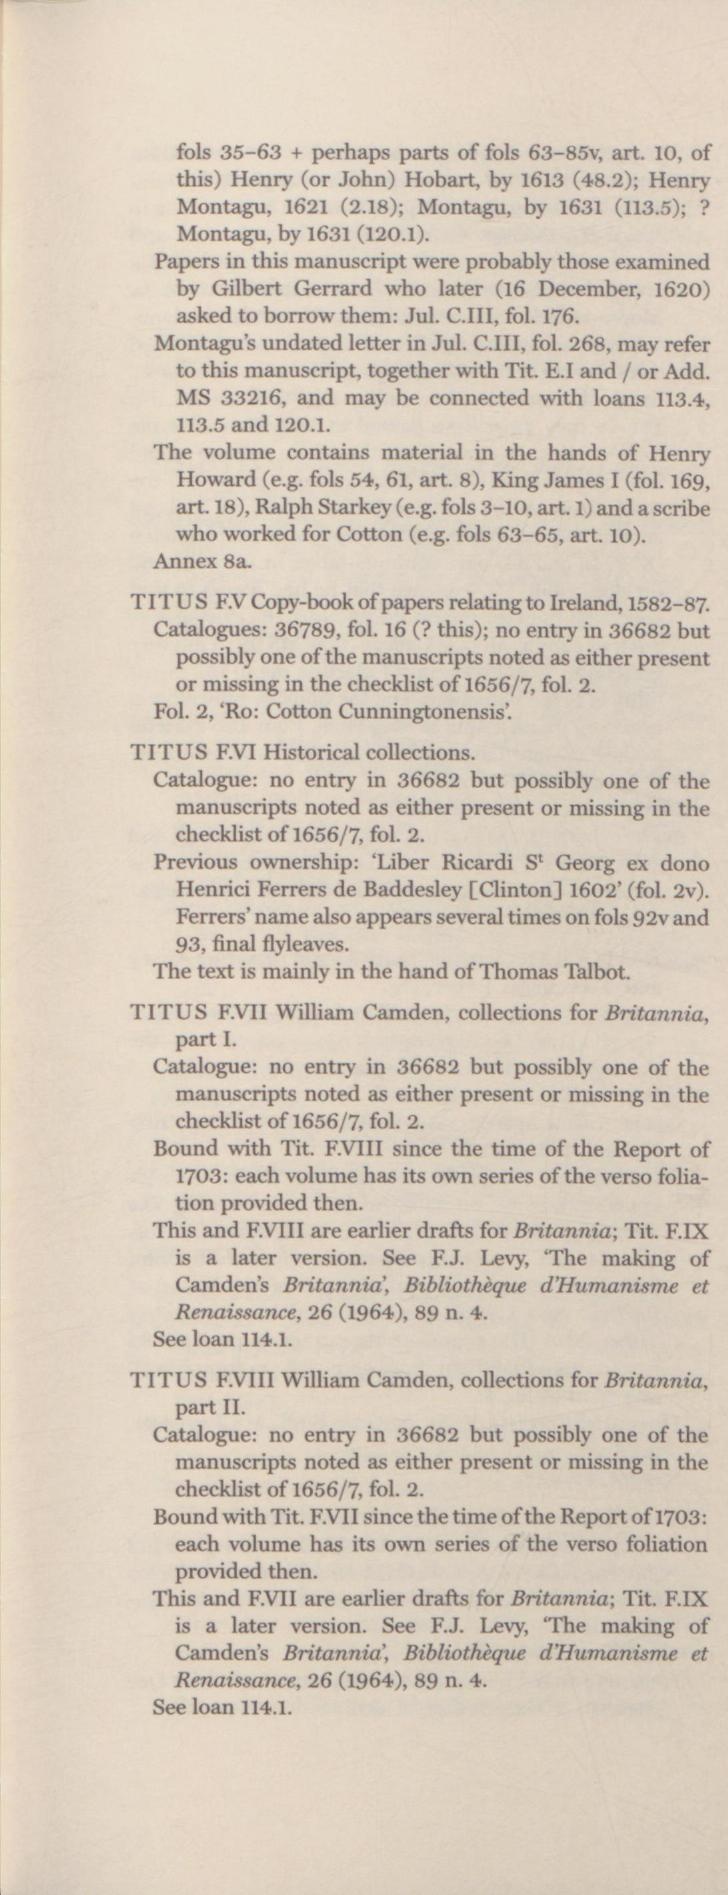 fols 35–63 + perhaps parts of fols 63–85v, art. 10, of
this) Henry (or John) Hobart, by 1613 (48.2); Henry
Montagu, 1621 (2.18); Montagu, by 1631 (113.5); ?
Montagu, by 1631 (120.1).
Papers in this manuscript were probably those examined
by Gilbert Gerrard who later (16 December, 1620)
asked to borrow them: Jul. C.III, fol. 176.
Montagu's undated letter in Jul. C.III, fol. 268, may refer
to this manuscript, together with Tit. E.I and / or Add.
MS 33216, and may be connected with loans 113.4,
113.5 and 120.1.
The volume contains material in the hands of Henry
Howard (e.g. fols 54, 61, art. 8), King James I (fol. 169,
art. 18), Ralph Starkey (e.g. fols 3–10, art. 1) and a scribe
who worked for Cotton (e.g. fols 63–65, art. 10).
Annex 8a.
TITUS F.V Copy-book of papers relating to Ireland, 1582–87.
Catalogues: 36789, fol. 16 (? this); no entry in 36682 but
possibly one of the manuscripts noted as either present
or missing in the checklist of 1656/7, fol. 2.
Fol. 2, 'Ro: Cotton Cunningtonensis'.
TITUS F.VI Historical collections.
Catalogue: no entry in 36682 but possibly one of the
manuscripts noted as either present or missing in the
checklist of 1656/7, fol. 2.
Previous ownership: 'Liber Ricardi Sᵗ Georg ex dono
Henrici Ferrers de Baddesley [Clinton] 1602' (fol. 2v).
Ferrers' name also appears several times on fols 92v and
93, final flyleaves.
The text is mainly in the hand of Thomas Talbot.
TITUS F.VII William Camden, collections for Britannia,
part I.
Catalogue: no entry in 36682 but possibly one of the
manuscripts noted as either present or missing in the
checklist of 1656/7, fol. 2.
Bound with Tit. F.VIII since the time of the Report of
1703: each volume has its own series of the verso folia-
tion provided then.
This and F.VIII are earlier drafts for Britannia; Tit. F.IX
is a later version. See F.J. Levy, 'The making of
Camden's Britannia', Bibliothèque d'Humanisme et
Renaissance, 26 (1964), 89 n. 4.
See loan 114.1.
TITUS F.VIII William Camden, collections for Britannia,
part II.
Catalogue: no entry in 36682 but possibly one of the
manuscripts noted as either present or missing in the
checklist of 1656/7, fol. 2.
Bound with Tit. F.VII since the time of the Report of 1703:
each volume has its own series of the verso foliation
provided then.
This and F.VII are earlier drafts for Britannia; Tit. F.IX
is a later version. See F.J. Levy, 'The making of
Camden's Britannia', Bibliothèque d'Humanisme et
Renaissance, 26 (1964), 89 n. 4.
See loan 114.1.